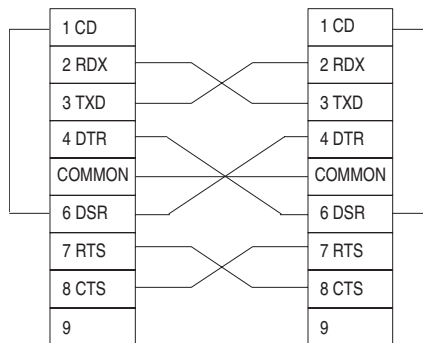 1 CD
2 RDX
3 TXD
4 DTR
COMMON
6 DSR
7 RTS
8 CTS
9
1 CD
2 RDX
3 TXD
4 DTR
COMMON
6 DSR
7 RTS
8 CTS
9